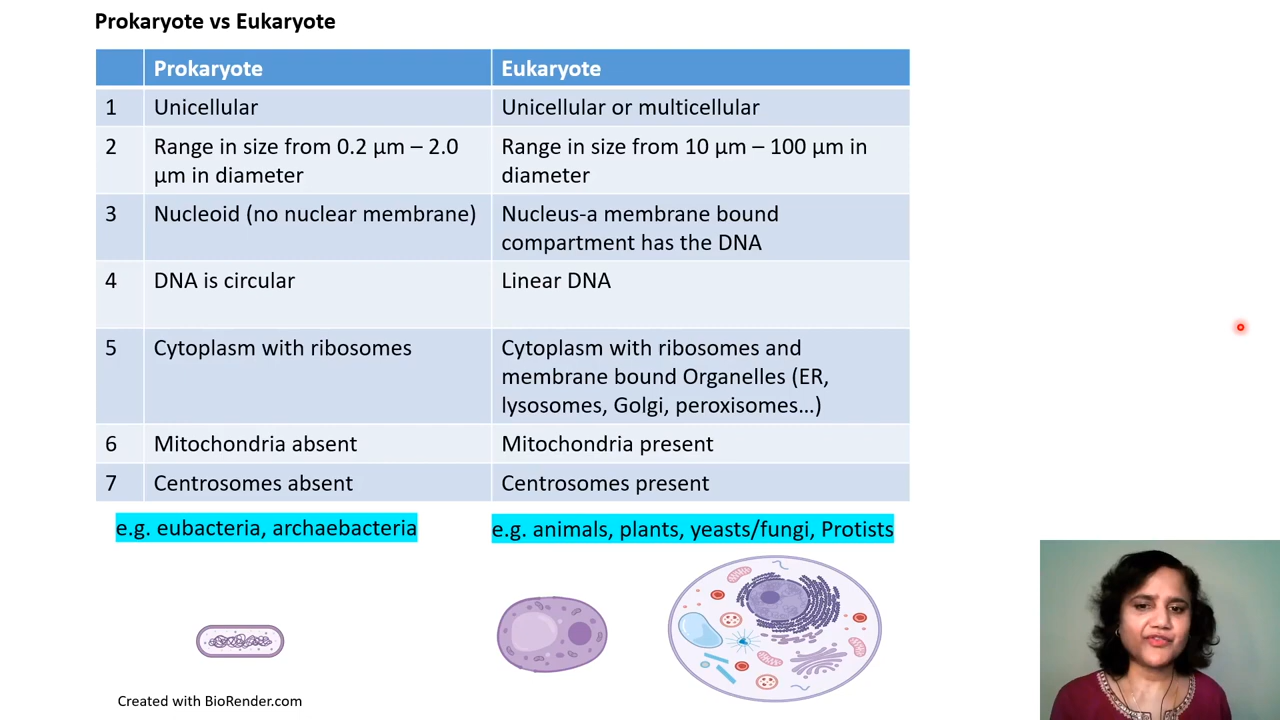 Prokaryote vs Eukaryote
Prokaryote
Eukaryote
1
Unicellular
Unicellular or multicellular
2
Range in size from 0.2 µm – 2.0
µm in diameter
Range in size from 10 µm – 100 µm in
diameter
3
Nucleoid (no nuclear membrane)
Nucleus-a membrane bound
compartment has the DNA
4
DNA is circular
Linear DNA
5
Cytoplasm with ribosomes
Cytoplasm with ribosomes and
membrane bound Organelles (ER,
lysosomes, Golgi, peroxisomes…)
6
Mitochondria absent
Mitochondria present
7
Centrosomes absent
Centrosomes present
e.g. eubacteria, archaebacteria
e.g. animals, plants, yeasts/fungi, Protists
Created with BioRender.com